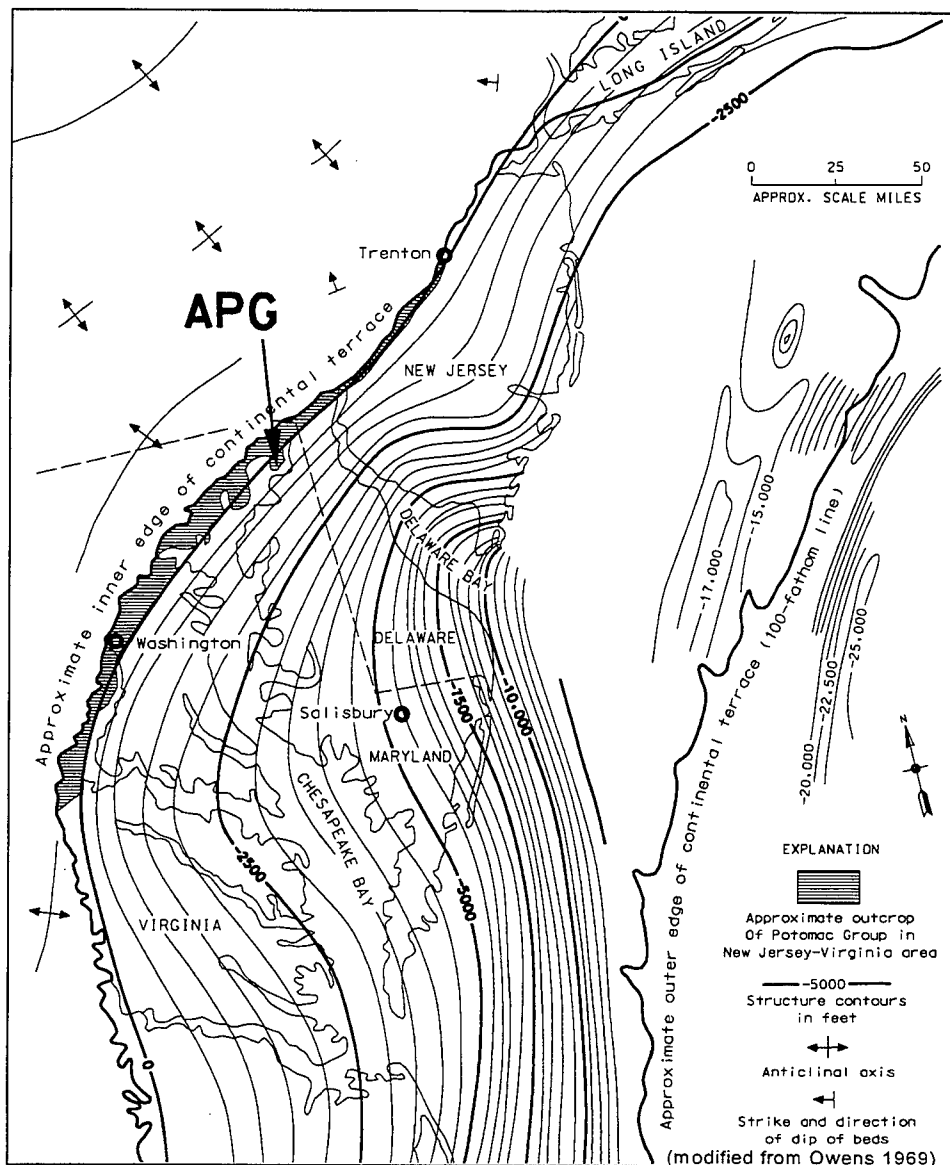 LONG ISLAND
-2500
0 25 50
APPROX. SCALE MILES
Trenton
APG
NEW JERSEY
Approximate inner edge of continental terrace
DELAWARE BAY
-15.000
-17.000
Approximate outer edge of continental terrace (100-fathom line)
-25.000
-22.500
-20.000
Washington
DELAWARE
-7500
-10.000
Salisbury
MARYLAND
CHESAPEAKE BAY
-2500
-5000
VIRGINIA
0
N
EXPLANATION
Approximate outcrop
Of Potomac Group in
New Jersey-Virginia area
-5000
Structure contours
in feet
Anticlinal axis
Strike and direction
of dip of beds
(modified from Owens 1969)